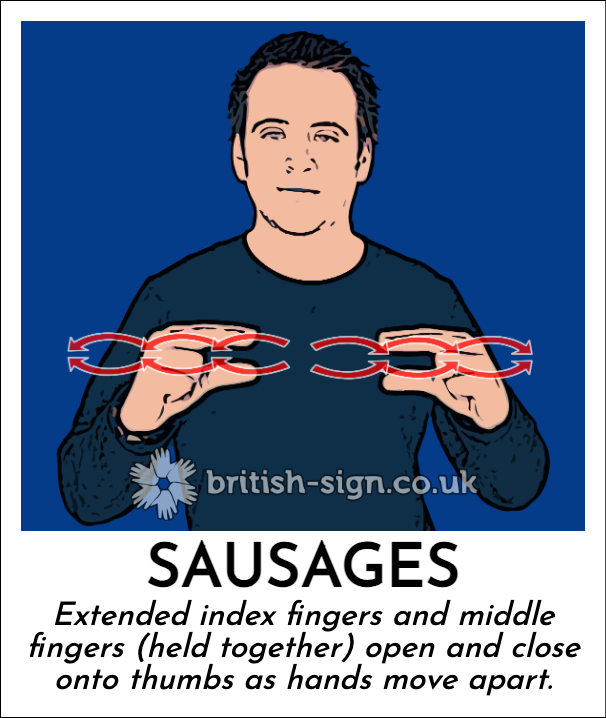 british-sign.co.uk
SAUSAGES
Extended index fingers and middle
fingers (held together) open and close
onto thumbs as hands move apart.